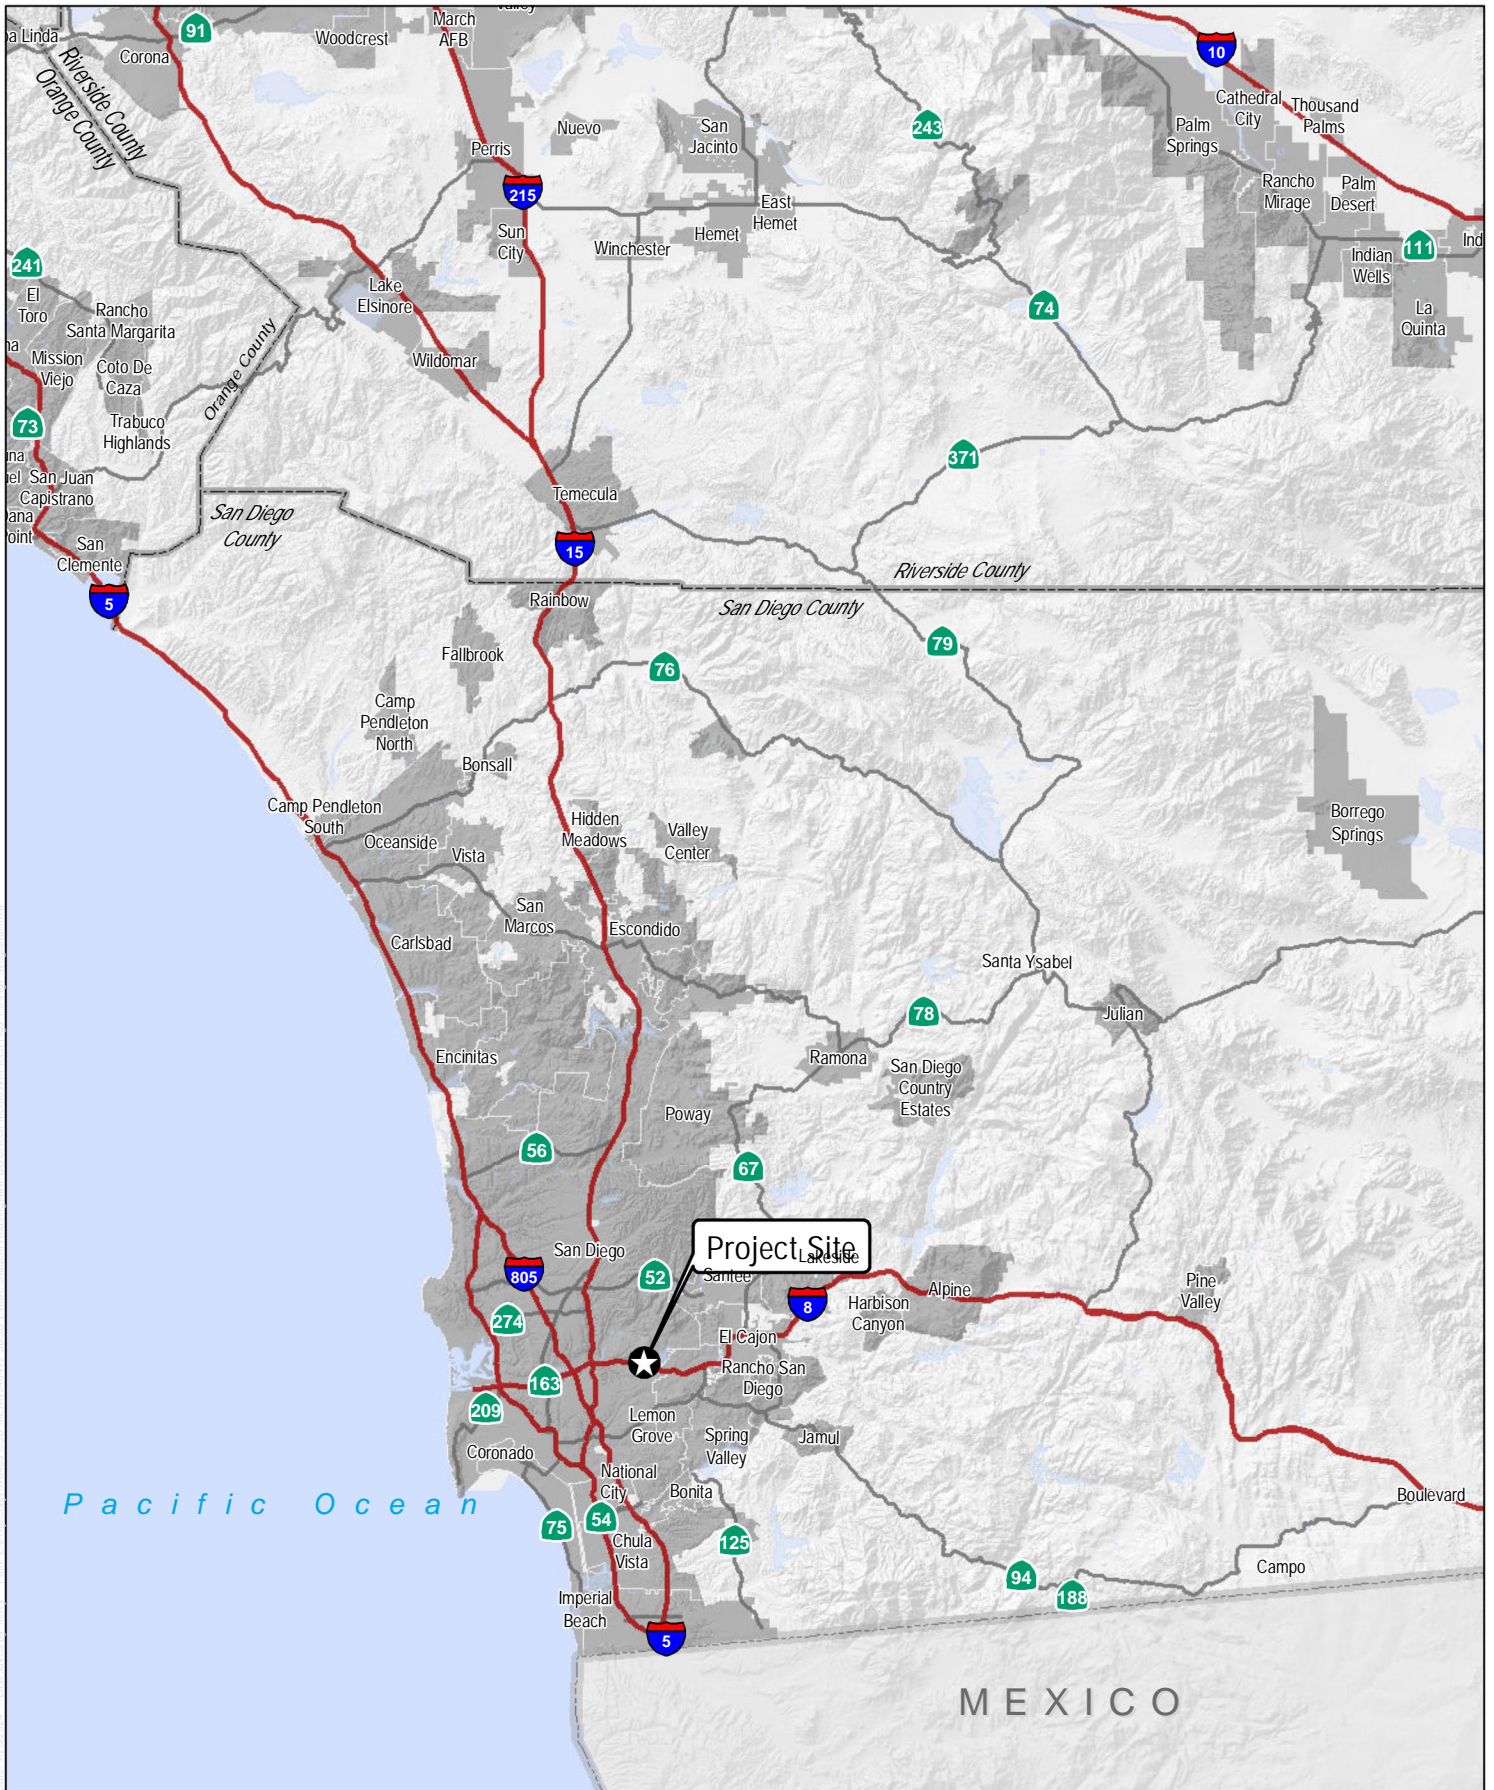 Valley
March
AFB
91
Woodcrest
Corona
Linda
10
Riverside County
Orange County
Cathedral
City
Thousand
Palms
243
Nuevo
San
Jacinto
Palm
Springs
Perris
215
Rancho
Mirage
Palm
Desert
East
Hemet
Sun
City
Winchester
Hemet
111
Ind
Indian
Wells
241
El
Toro
Lake
Elsinore
74
La
Quinta
Rancho
Santa Margarita
Mission
Viejo
Coto De
Caza
Orange County
Wildomar
73
Trabuco
Highlands
371
San Juan
Capistrano
Temecula
San Diego
County
San
Clemente
15
Riverside County
5
Rainbow
San Diego County
79
Fallbrook
76
Camp
Pendleton
North
Bonsall
Camp Pendleton
South
Oceanside
Vista
Hidden
Meadows
Valley
Center
Borrego
Springs
San
Marcos
Escondido
Carlsbad
Santa Ysabel
78
Julian
Encinitas
Ramona
San Diego
Country
Estates
Poway
56
67
Project Site
San Diego
Lakeside
805
52
Santee
8
Alpine
Pine
Valley
Harbison
Canyon
274
El Cajon
Rancho San
Diego
163
209
Lemon
Grove
Spring
Valley
Jamul
Coronado
National
City
Bonita
Boulevard
Pacific Ocean
75
54
Chula
Vista
125
Campo
94
188
Imperial
Beach
5
MEXICO